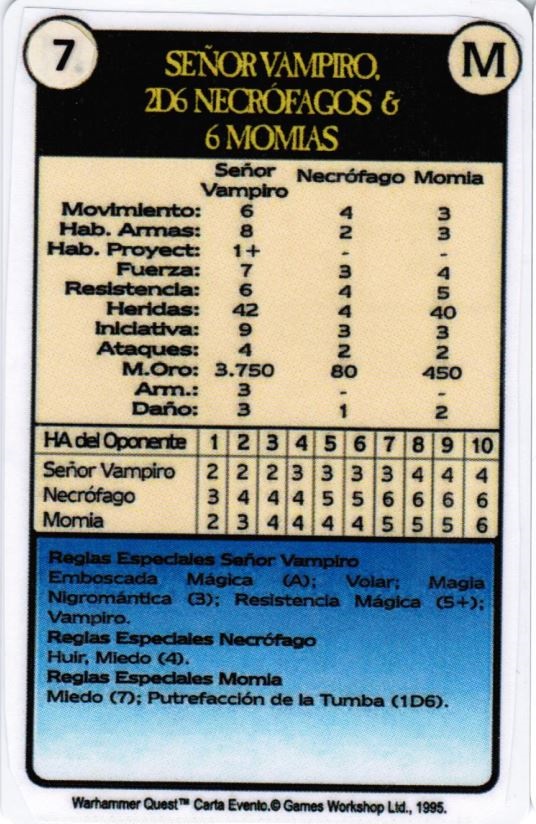 7
M
SEÑOR VAMPIRO,
2D6 NECRÓFAGOS &
6 MOMIAS
Señor Vampiro Necrófago Momia
Movimiento: 6 4 3
Hab. Armas: 8 2 3
Hab. Proyect: 1+ - -
Fuerza: 7 3 4
Resistencia: 6 4 5
Heridas: 42 4 40
Iniciativa: 9 3 3
Ataques: 4 2 2
M.Oro: 3.750 80 450
Arm.: 3 - -
Daño: 3 1 2
HA del Oponente 1 2 3 4 5 6 7 8 9 10
Señor Vampiro 2 2 2 3 3 3 3 4 4 4
Necrófago 3 4 4 4 5 5 6 6 6 6
Momia 2 3 4 4 4 4 5 5 5 6
Reglas Especiales Señor Vampiro
Emboscada Mágica (A); Volar; Magia
Nigromántica (3); Resistencia Mágica (5+);
Vampiro.
Reglas Especiales Necrófago
Huir, Miedo (4).
Reglas Especiales Momia
Miedo (7); Putrefacción de la Tumba (1D6).
Warhammer Quest™ Carta Evento.© Games Workshop Ltd., 1995.